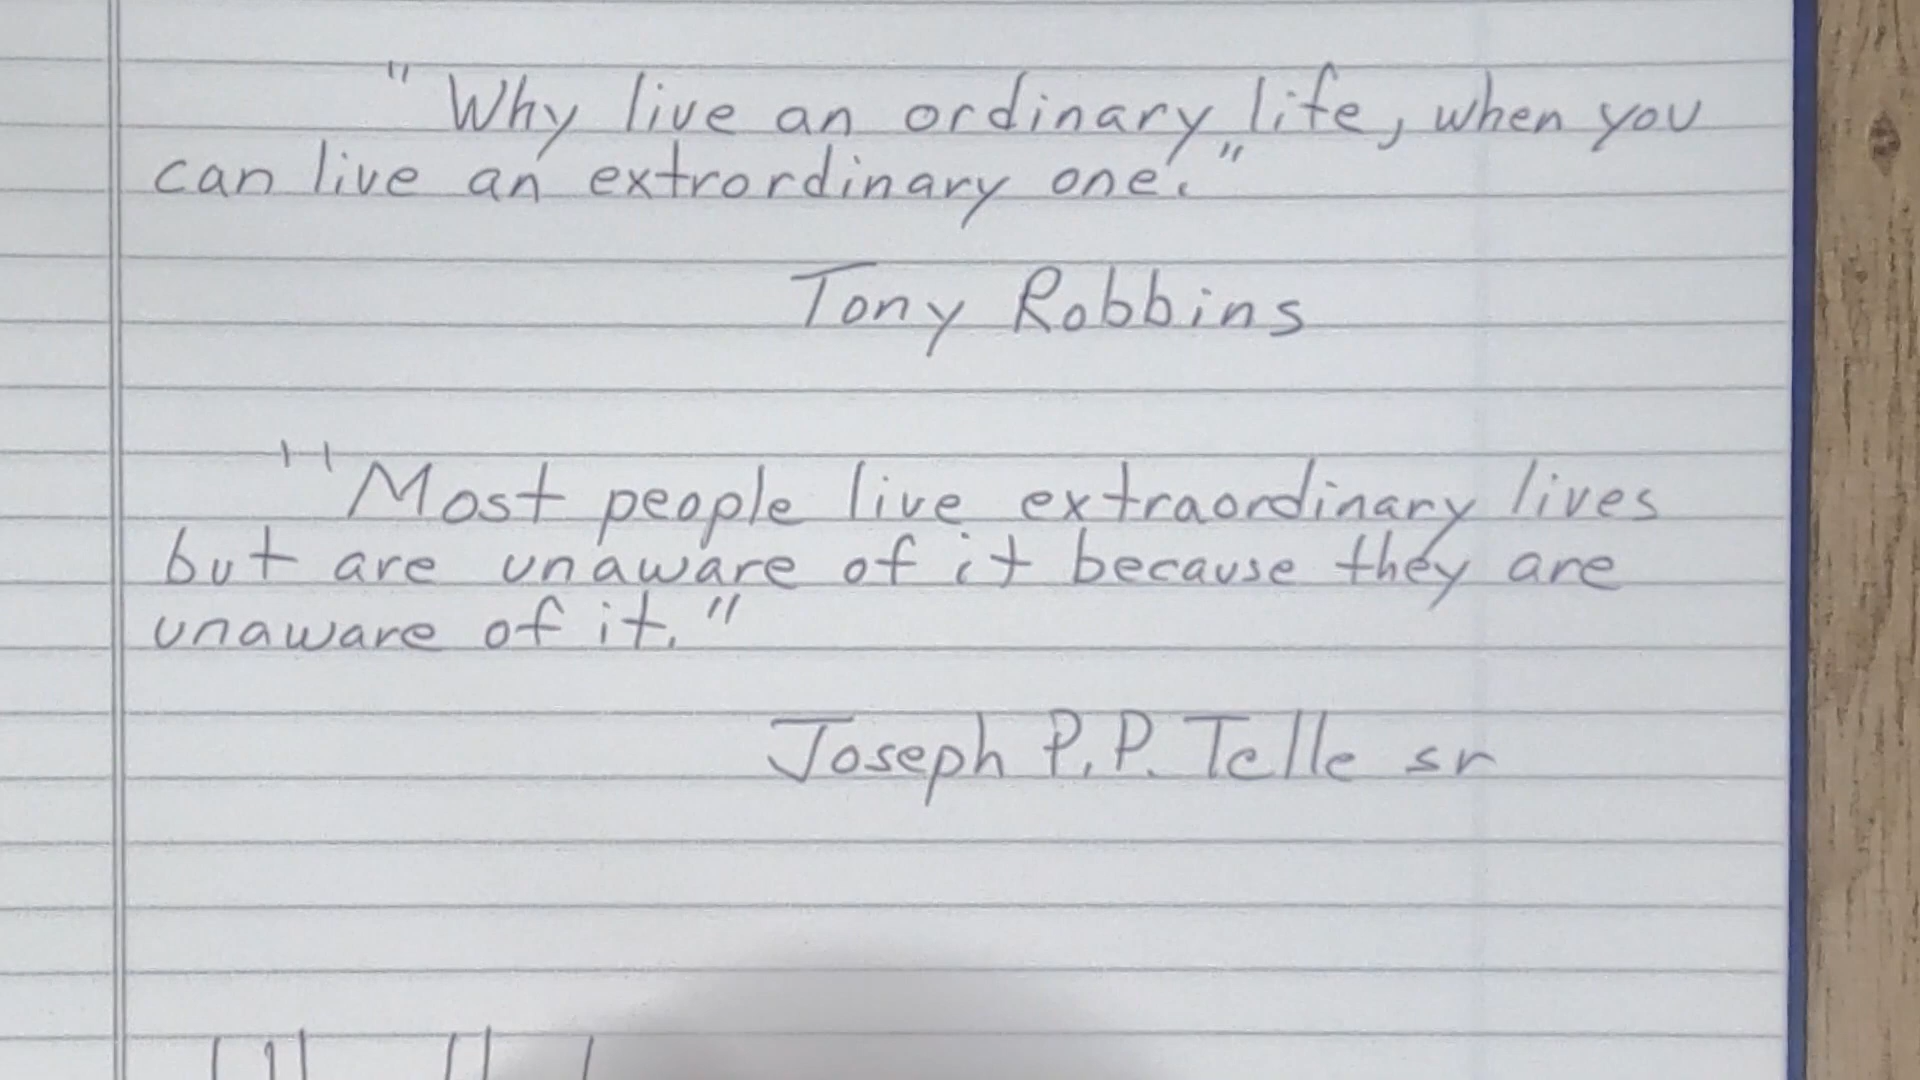 "Why live an ordinary life, when you
can live an extrordinary one."
Tony Robbins
"Most people live extraordinary lives
but are unaware of it because they are
unaware of it."
Joseph P.P. Telle sr